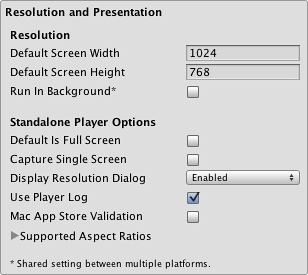 Resolution and Presentation
Resolution
Default Screen Width 1024
Default Screen Height 768
Run In Background*
Standalone Player Options
Default Is Full Screen
Capture Single Screen
Display Resolution Dialog Enabled
Use Player Log
Mac App Store Validation
Supported Aspect Ratios
* Shared setting between multiple platforms.